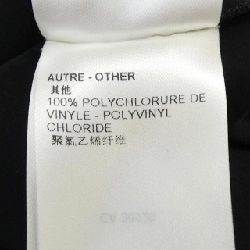 AUTRE - OTHER
其他
100% POLYCHLORURE DE
VINYLE - POLYVINYL
CHLORIDE
聚氯乙烯纤维